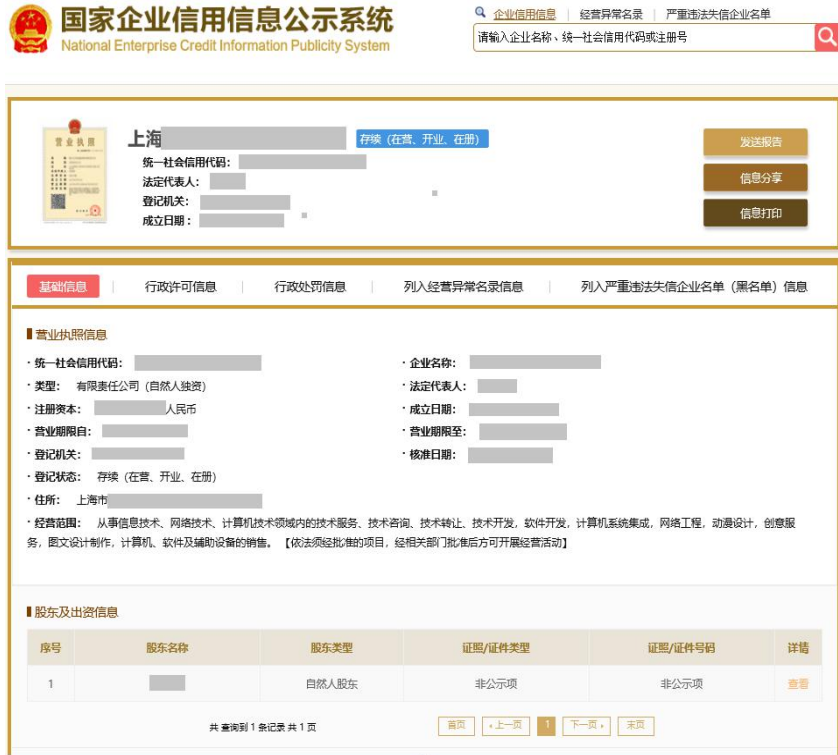 国家企业信用信息公示系统
National Enterprise Credit Information Publicity System
企业信用信息 | 经营异常名录 | 严重违法失信企业名单
请输入企业名称、统一社会信用代码或注册号
营业执照
上海
存续（在营、开业、在册）
统一社会信用代码：
法定代表人：
登记机关：
成立日期：
发送报告
信息分享
信息打印
基础信息 | 行政许可信息 | 行政处罚信息 | 列入经营异常名录信息 | 列入严重违法失信企业名单（黑名单）信息
营业执照信息
· 统一社会信用代码：
· 企业名称：
· 类型： 有限责任公司（自然人独资）
· 法定代表人：
· 注册资本： 人民币
· 成立日期：
· 营业期限自：
· 营业期限至：
· 登记机关：
· 核准日期：
· 登记状态： 存续（在营、开业、在册）
· 住所： 上海市
· 经营范围： 从事信息技术、网络技术、计算机技术领域内的技术服务、技术咨询、技术转让、技术开发，软件开发，计算机系统集成，网络工程，动漫设计，创意服
务，图文设计制作，计算机、软件及辅助设备的销售。【依法须经批准的项目，经相关部门批准后方可开展经营活动】
股东及出资信息
序号 股东名称 股东类型 证照/证件类型 证照/证件号码 详情
1 自然人股东 非公示项 非公示项 查看
共 查询到 1 条记录 共 1 页
首页 上一页 1 下一页 末页